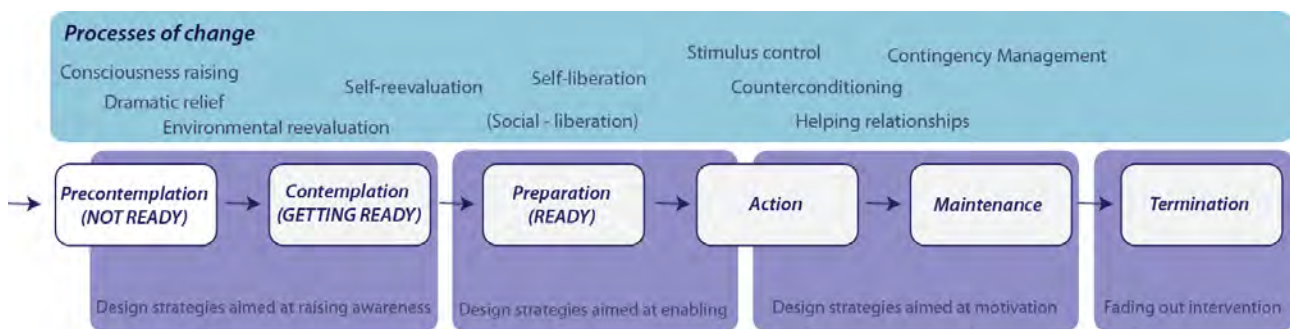 Processes of change
Consciousness raising
Dramatic relief
Environmental reevaluation
Self-reevaluation
Self-liberation
(Social - liberation)
Stimulus control
Counterconditioning
Helping relationships
Contingency Management
Precontemplation
(NOT READY)
Contemplation
(GETTING READY)
Preparation
(READY)
Action
Maintenance
Termination
Design strategies aimed at raising awareness
Design strategies aimed at enabling
Design strategies aimed at motivation
Fading out intervention